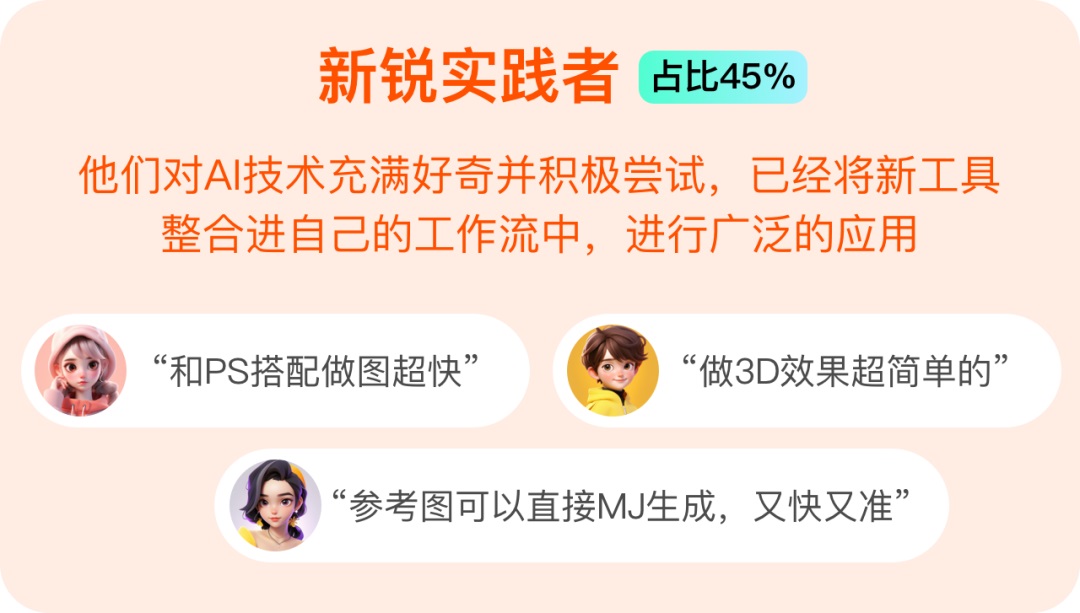 新锐实践者 占比45%
他们对AI技术充满好奇并积极尝试，已经将新工具
整合进自己的工作流中，进行广泛的应用
“和PS搭配做图超快”
“做3D效果超简单的”
“参考图可以直接MJ生成，又快又准”